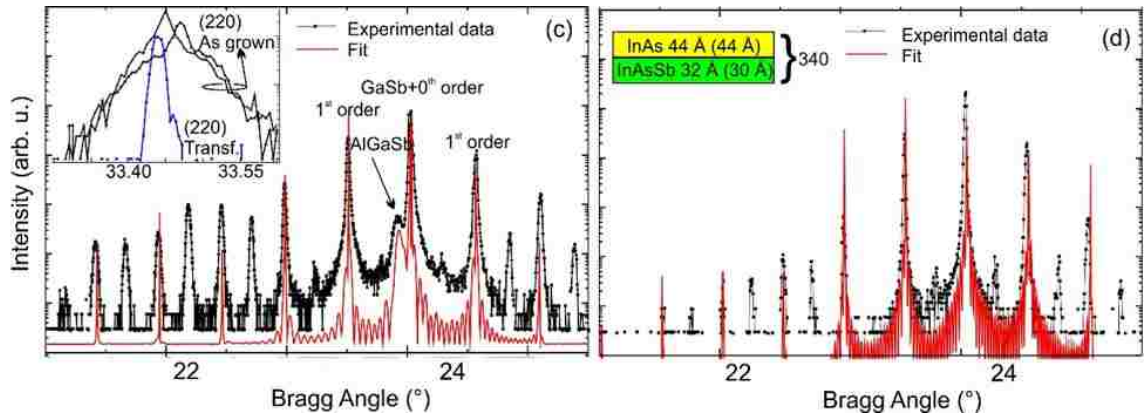 (220)
As grown
(220)
Transf.
33.40
33.55
Experimental data
Fit
(c)
GaSb+0th order
1st order
AlGaSb
1st order
Intensity (arb. u.)
22
24
Bragg Angle (°)
InAs 44 Å (44 Å)
InAsSb 32 Å (30 Å)
340
Experimental data
Fit
(d)
22
24
Bragg Angle (°)